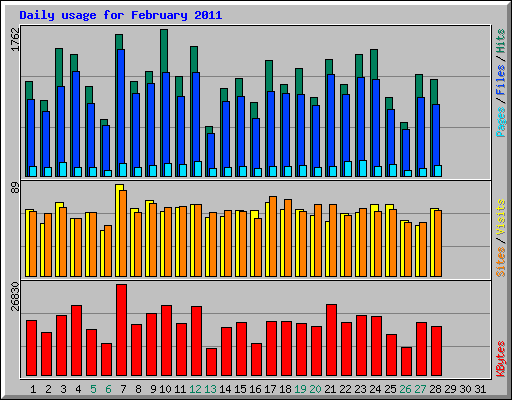 Daily usage for February 2011
1762
Pages / Files / Hits
89
Sites / Visits
26830
KBytes
1 2 3 4 5 6 7 8 9 10 11 12 13 14 15 16 17 18 19 20 21 22 23 24 25 26 27 28 29 30 31